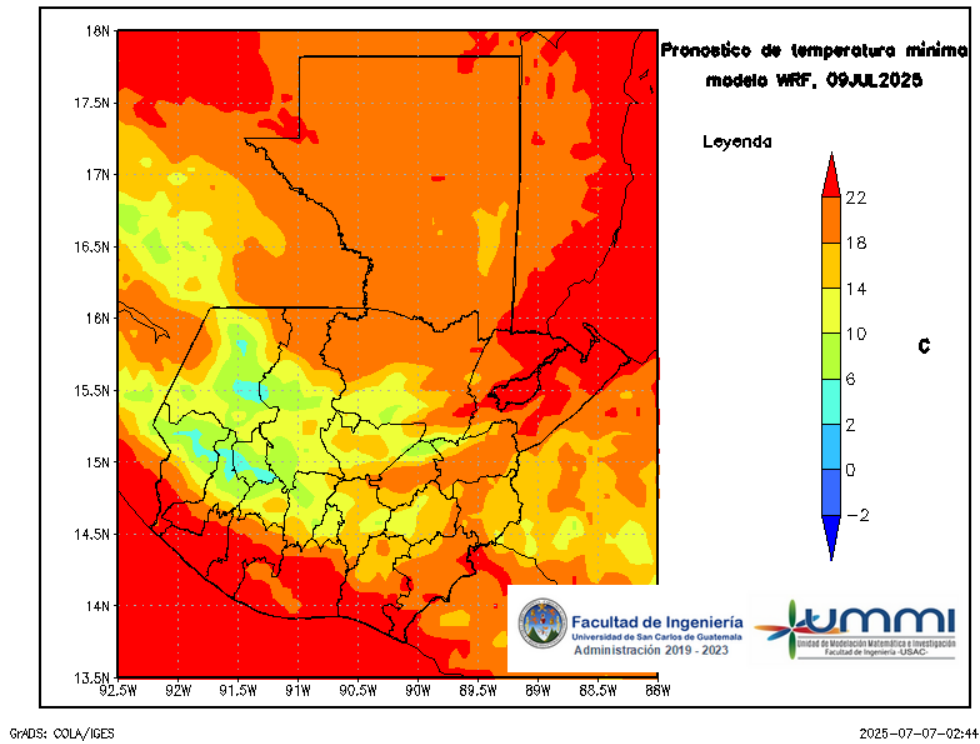 Pronostico de temperatura minima
modelo WRF, 09JUL2025
Leyenda
22
18
14
10
6
2
0
-2
C
18N
17.5N
17N
16.5N
16N
15.5N
15N
14.5N
14N
13.5N
92.5W 92W 91.5W 91W 90.5W 90W 89.5W 89W 88.5W 88W
Facultad de Ingeniería
Universidad de San Carlos de Guatemala
Administración 2019 - 2023
ummi
Unidad de Modelación Matemática e Investigación
Facultad de Ingeniería -USAC-
GrADS: COLA/IGES
2025-07-07-02:44